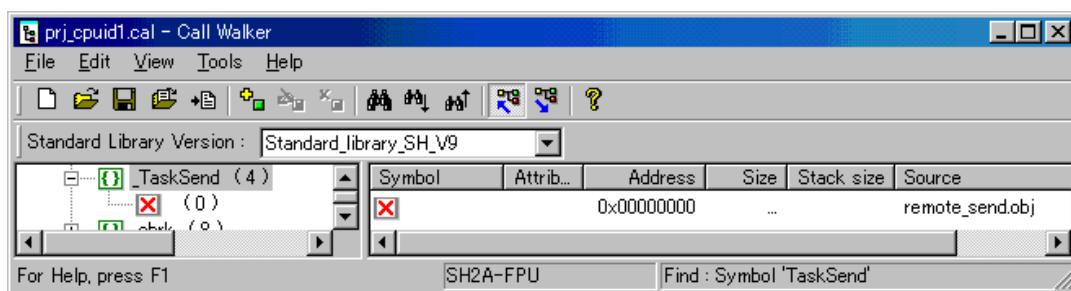 prj_cpuid1.cal - Call Walker
File Edit View Tools Help
Standard Library Version : Standard_library_SH_V9
_TaskSend (4)
(0)
Symbol Attrib... Address Size Stack size Source
0x00000000 ... remote_send.obj
For Help, press F1 SH2A-FPU Find : Symbol 'TaskSend'